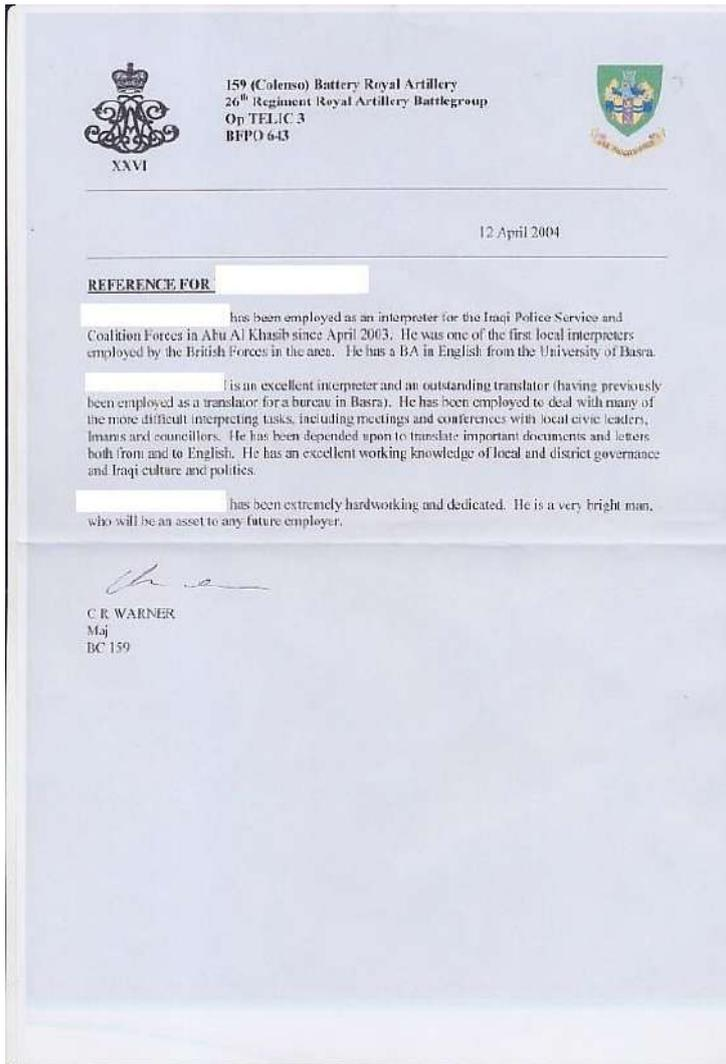 159 (Colenso) Battery Royal Artillery
26th Regiment Royal Artillery Battlegroup
Op TELIC 3
BFPO 643
XXVI
12 April 2004
REFERENCE FOR
has been employed as an interpreter for the Iraqi Police Service and
Coalition Forces in Abu Al Khasib since April 2003. He was one of the first local interpreters
employed by the British Forces in the area. He has a BA in English from the University of Basra.
is an excellent interpreter and an outstanding translator (having previously
been employed as a translator for a bureau in Basra). He has been employed to deal with many of
the more difficult interpreting tasks, including meetings and conferences with local civic leaders,
Imams and councillors. He has been depended upon to translate important documents and letters
both from and to English. He has an excellent working knowledge of local and district governance
and Iraqi culture and politics.
has been extremely hardworking and dedicated. He is a very bright man,
who will be an asset to any future employer.
C R WARNER
Maj
BC 159